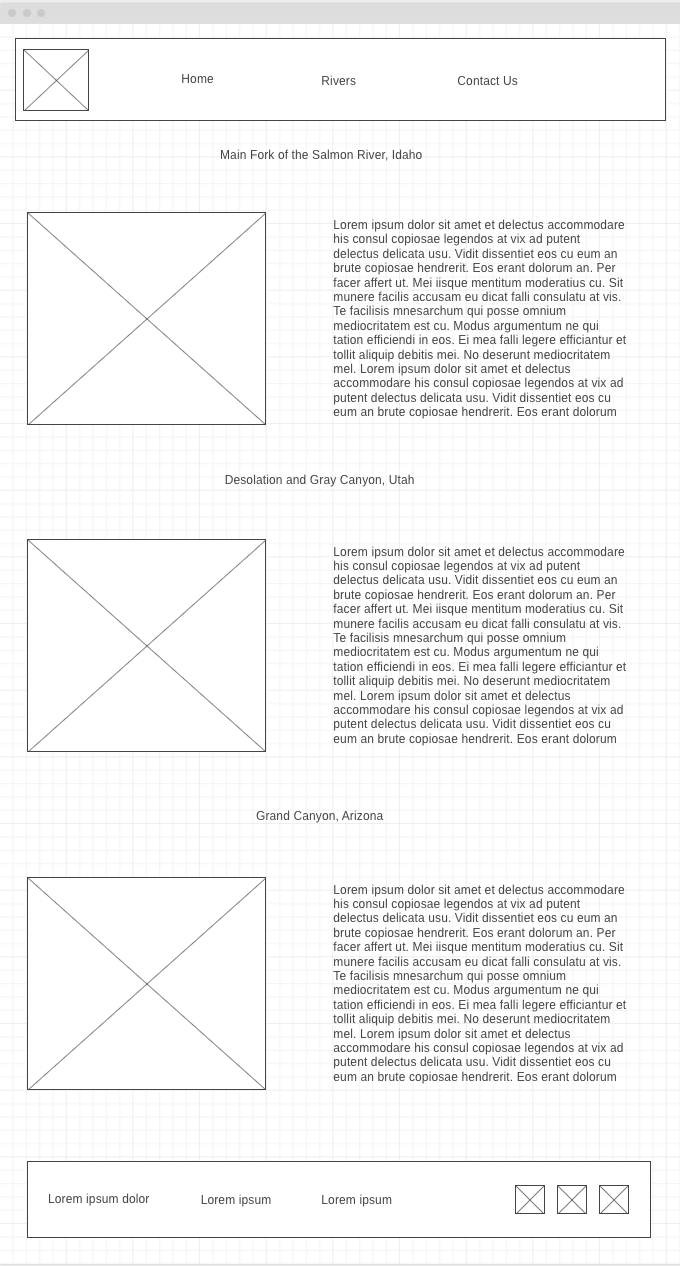 Home
Rivers
Contact Us
Main Fork of the Salmon River, Idaho
Lorem ipsum dolor sit amet et delectus accommodare
his consul copiosae legendos at vix ad putent
delectus delicata usu. Vidit dissentiet eos cu eum an
brute copiosae hendrerit. Eos erant dolorum an. Per
facer affert ut. Mei iisque mentitum moderatius cu. Sit
munere facilis accusam eu dicat falli consulatu at vis.
Te facilisis mnesarchum qui posse omnium
mediocritatem est cu. Modus argumentum ne qui
tation efficiendi in eos. Ei mea falli legere efficiantur et
tollit aliquip debitis mei. No deserunt mediocritatem
mel. Lorem ipsum dolor sit amet et delectus
accommodare his consul copiosae legendos at vix ad
putent delectus delicata usu. Vidit dissentiet eos cu
eum an brute copiosae hendrerit. Eos erant dolorum
Desolation and Gray Canyon, Utah
Lorem ipsum dolor sit amet et delectus accommodare
his consul copiosae legendos at vix ad putent
delectus delicata usu. Vidit dissentiet eos cu eum an
brute copiosae hendrerit. Eos erant dolorum an. Per
facer affert ut. Mei iisque mentitum moderatius cu. Sit
munere facilis accusam eu dicat falli consulatu at vis.
Te facilisis mnesarchum qui posse omnium
mediocritatem est cu. Modus argumentum ne qui
tation efficiendi in eos. Ei mea falli legere efficiantur et
tollit aliquip debitis mei. No deserunt mediocritatem
mel. Lorem ipsum dolor sit amet et delectus
accommodare his consul copiosae legendos at vix ad
putent delectus delicata usu. Vidit dissentiet eos cu
eum an brute copiosae hendrerit. Eos erant dolorum
Grand Canyon, Arizona
Lorem ipsum dolor sit amet et delectus accommodare
his consul copiosae legendos at vix ad putent
delectus delicata usu. Vidit dissentiet eos cu eum an
brute copiosae hendrerit. Eos erant dolorum an. Per
facer affert ut. Mei iisque mentitum moderatius cu. Sit
munere facilis accusam eu dicat falli consulatu at vis.
Te facilisis mnesarchum qui posse omnium
mediocritatem est cu. Modus argumentum ne qui
tation efficiendi in eos. Ei mea falli legere efficiantur et
tollit aliquip debitis mei. No deserunt mediocritatem
mel. Lorem ipsum dolor sit amet et delectus
accommodare his consul copiosae legendos at vix ad
putent delectus delicata usu. Vidit dissentiet eos cu
eum an brute copiosae hendrerit. Eos erant dolorum
Lorem ipsum dolor
Lorem ipsum
Lorem ipsum